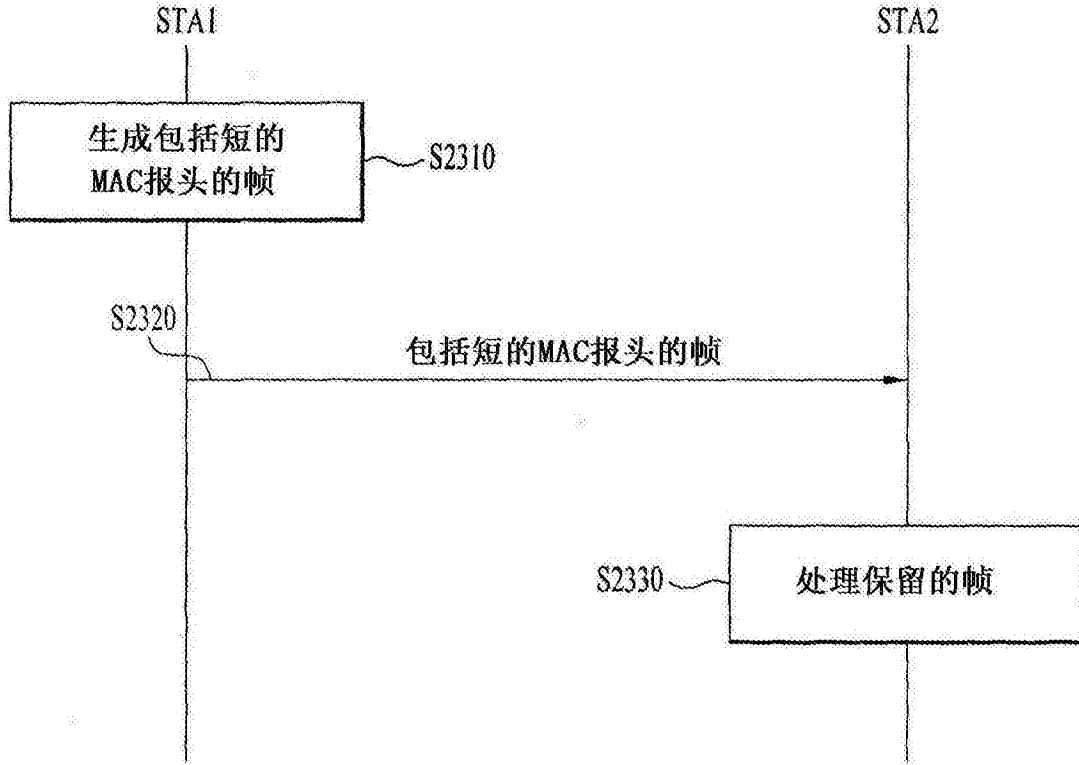 STA1
STA2
生成包括短的
MAC报头的帧
S2310
S2320
包括短的MAC报头的帧
S2330
处理保留的帧